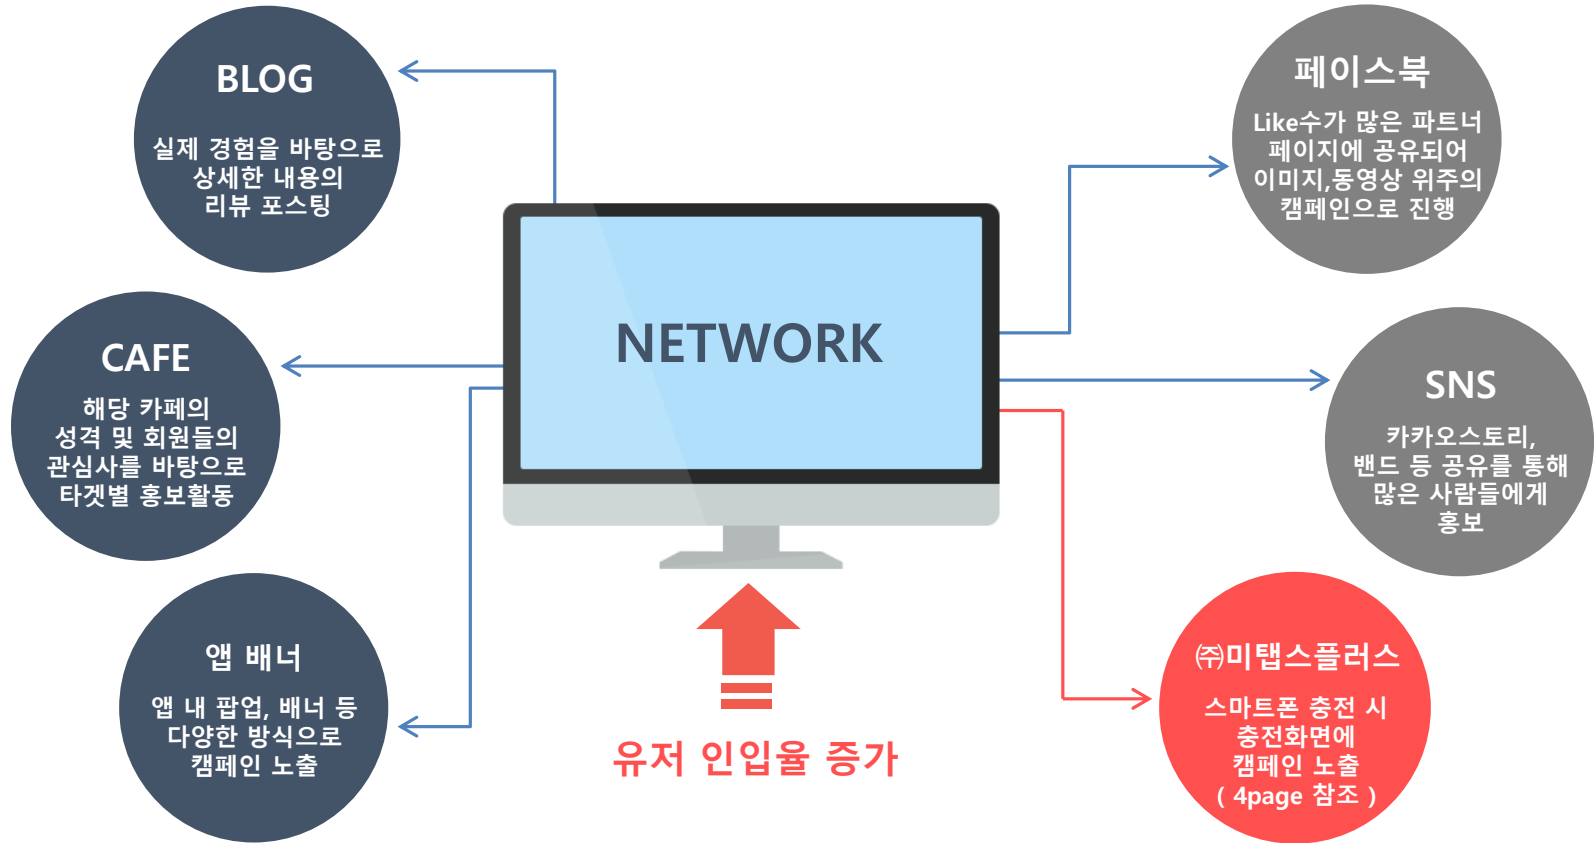 BLOG
실제 경험을 바탕으로
상세한 내용의
리뷰 포스팅
CAFE
해당 카페의
성격 및 회원들의
관심사를 바탕으로
타겟별 홍보활동
앱 배너
앱 내 팝업, 배너 등
다양한 방식으로
캠페인 노출
NETWORK
유저 인입율 증가
페이스북
Like수가 많은 파트너
페이지에 공유되어
이미지,동영상 위주의
캠페인으로 진행
SNS
카카오스토리,
밴드 등 공유를 통해
많은 사람들에게
홍보
㈜미탭스플러스
스마트폰 충전 시
충전화면에
캠페인 노출
( 4page 참조 )